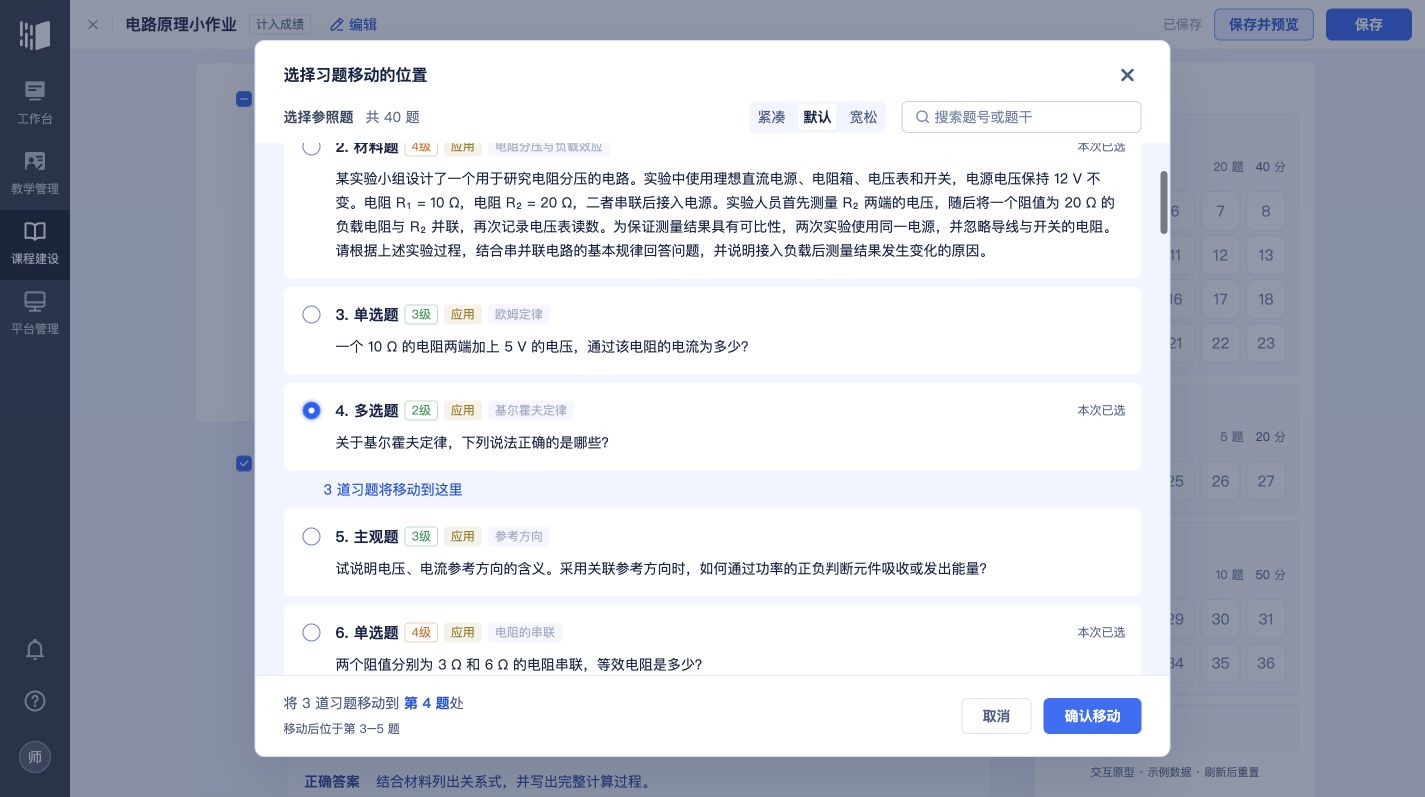 电路原理小作业 计入成绩 编辑 已保存 保存并预览 保存
工作台
教学管理
课程建设
平台管理
师
选择习题移动的位置
选择参照题 共 40 题 紧凑 默认 宽松 搜索题号或题干
2. 材料题 4级 应用 电阻分压与负载效应 本次已选
某实验小组设计了一个用于研究电阻分压的电路。实验中使用理想直流电源、电阻箱、电压表和开关，电源电压保持 12 V 不
变。电阻 R₁ = 10 Ω，电阻 R₂ = 20 Ω，二者串联后接入电源。实验人员首先测量 R₂ 两端的电压，随后将一个阻值为 20 Ω 的
负载电阻与 R₂ 并联，再次记录电压表读数。为保证测量结果具有可比性，两次实验使用同一电源，并忽略导线与开关的电阻。
请根据上述实验过程，结合串并联电路的基本规律回答问题，并说明接入负载后测量结果发生变化的原因。
3. 单选题 3级 应用 欧姆定律
一个 10 Ω 的电阻两端加上 5 V 的电压，通过该电阻的电流为多少？
4. 多选题 2级 应用 基尔霍夫定律 本次已选
关于基尔霍夫定律，下列说法正确的是哪些？
3 道习题将移动到这里
5. 主观题 3级 应用 参考方向
试说明电压、电流参考方向的含义。采用关联参考方向时，如何通过功率的正负判断元件吸收或发出能量？
6. 单选题 4级 应用 电阻的串联 本次已选
两个阻值分别为 3 Ω 和 6 Ω 的电阻串联，等效电阻是多少？
将 3 道习题移动到 第 4 题处
移动后位于第 3—5 题
取消 确认移动
20 题 40 分
6 7 8
11 12 13
16 17 18
21 22 23
5 题 20 分
25 26 27
10 题 50 分
29 30 31
34 35 36
交互原型 · 示例数据 · 刷新后重置
正确答案 结合材料列出关系式，并写出完整计算过程。